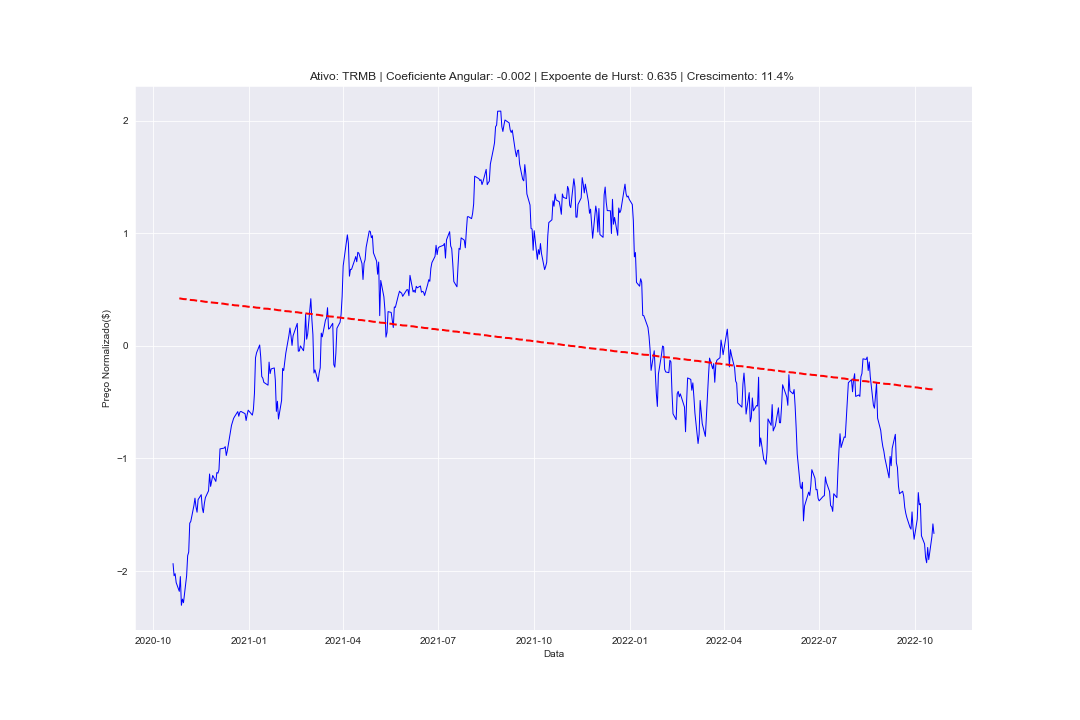 Ativo: TRMB | Coeficiente Angular: -0.002 | Expoente de Hurst: 0.635 | Crescimento: 11.4%
Preço Normalizado($)
2
1
0
−1
−2
2020-10 2021-01 2021-04 2021-07 2021-10 2022-01 2022-04 2022-07 2022-10
Data